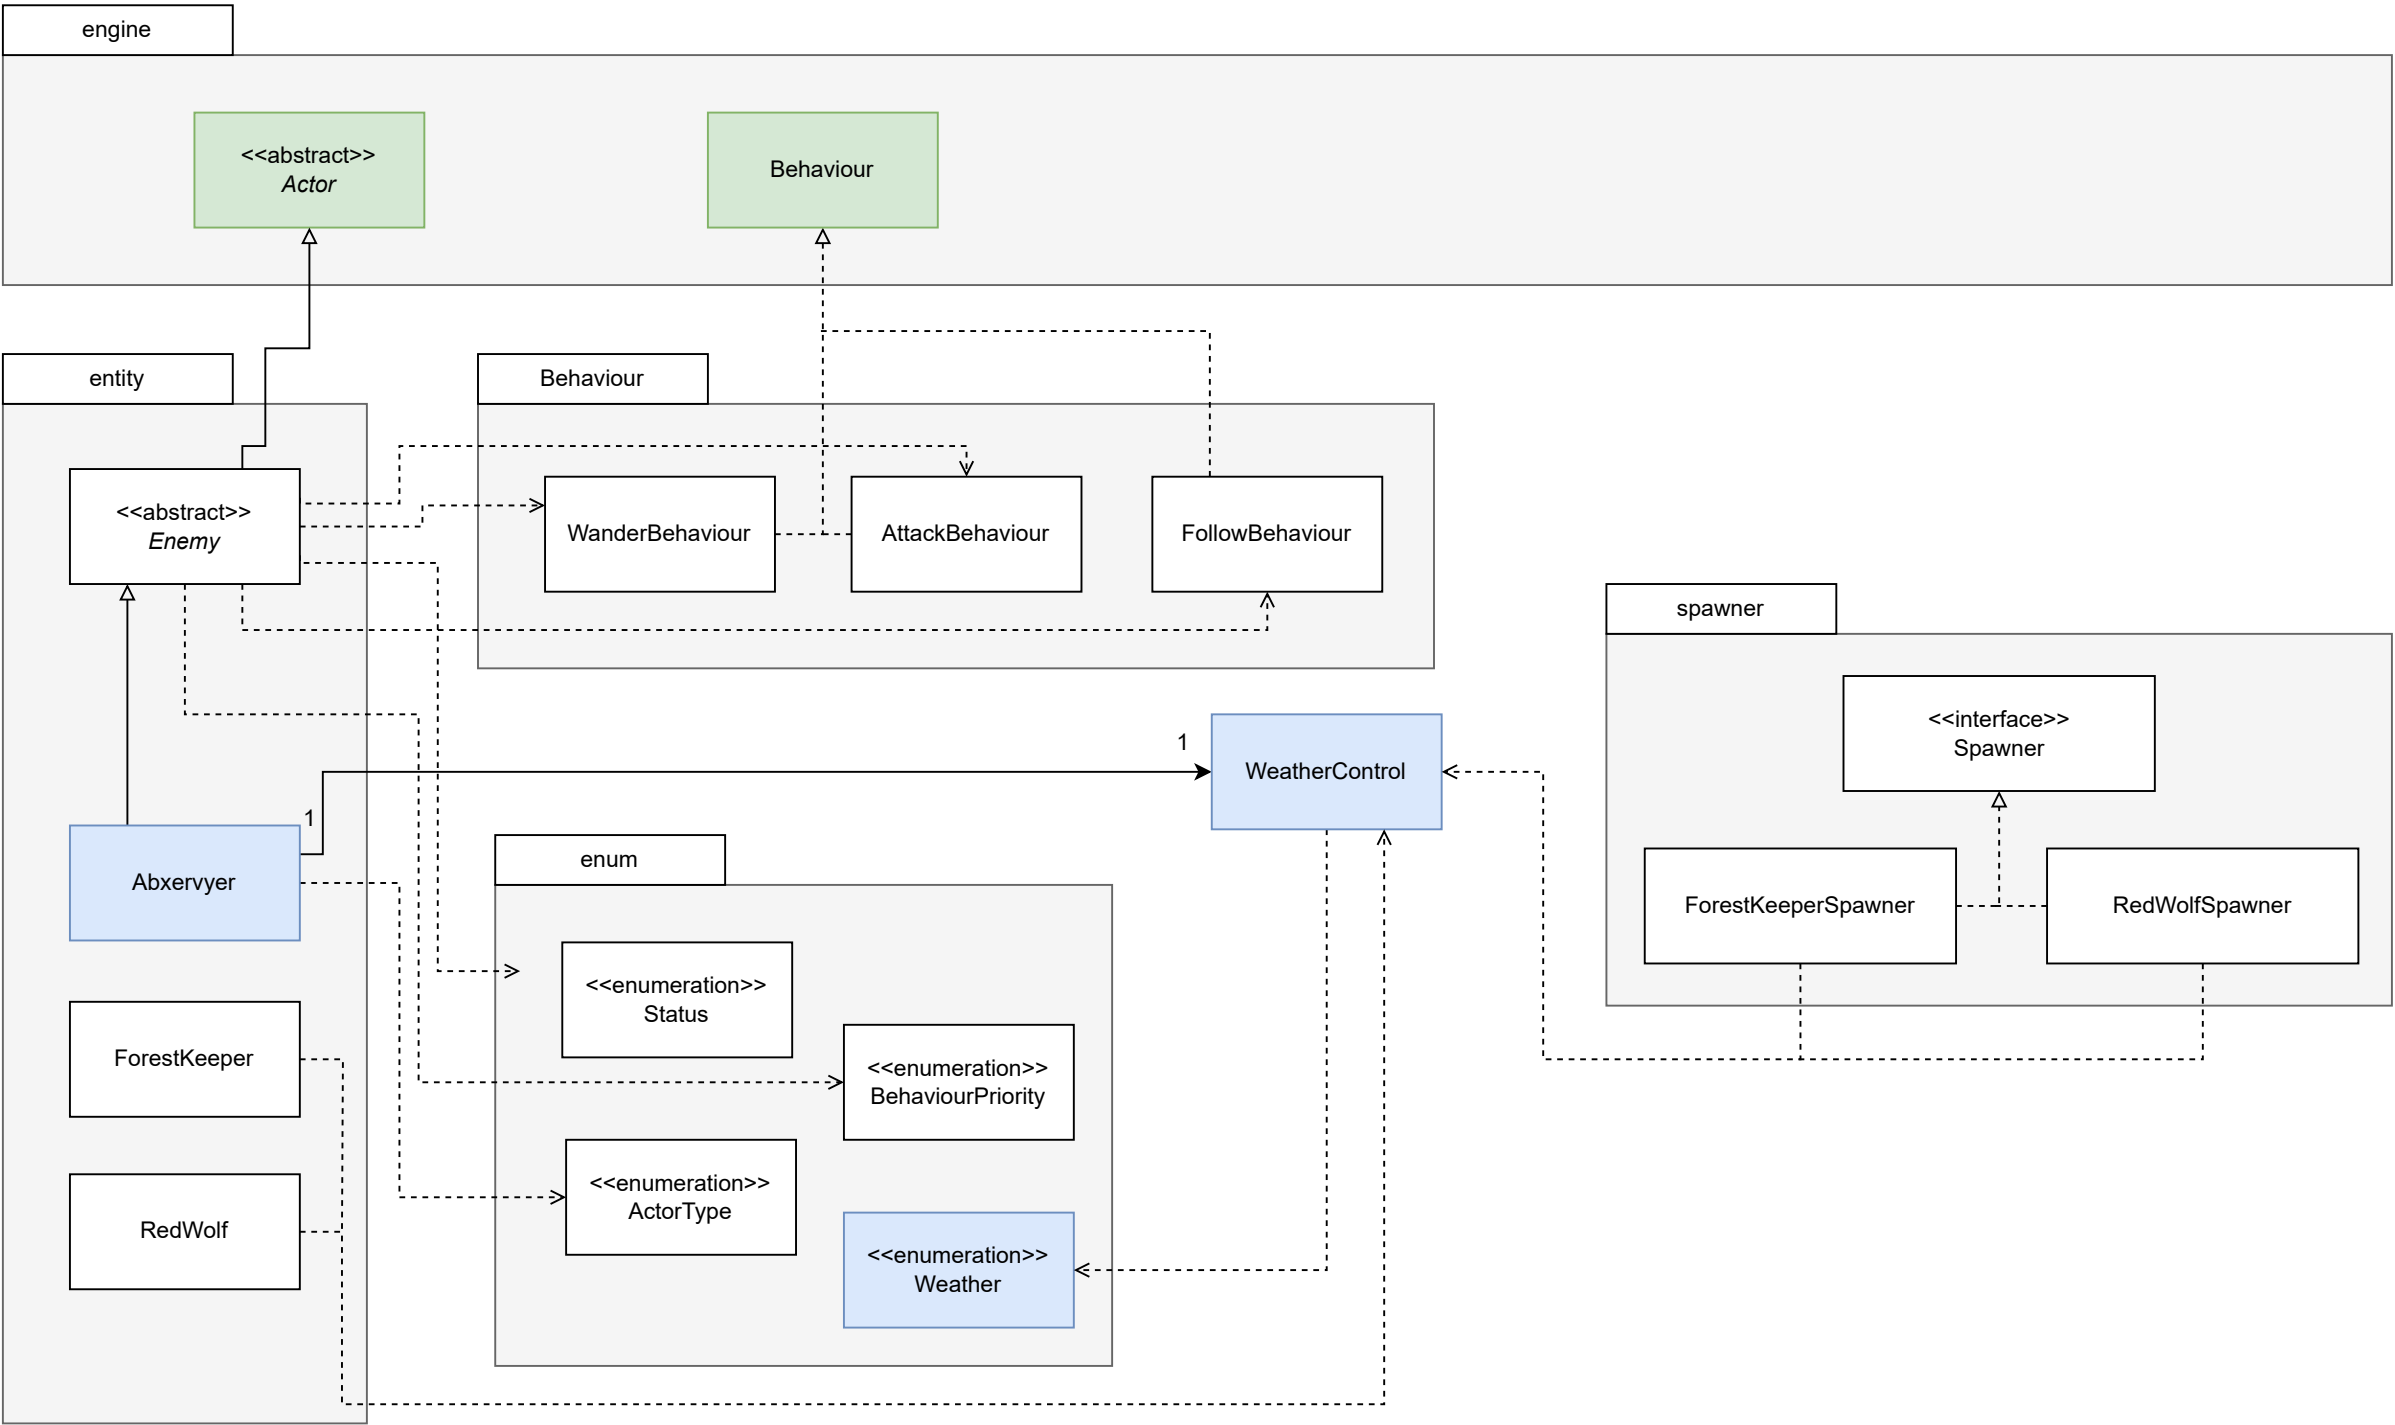 engine
<<abstract>>
Actor
Behaviour
entity
Behaviour
<<abstract>>
Enemy
WanderBehaviour
AttackBehaviour
FollowBehaviour
spawner
<<interface>>
Spawner
1
WeatherControl
1
Abxervyer
enum
ForestKeeperSpawner
RedWolfSpawner
<<enumeration>>
Status
ForestKeeper
<<enumeration>>
BehaviourPriority
<<enumeration>>
ActorType
RedWolf
<<enumeration>>
Weather